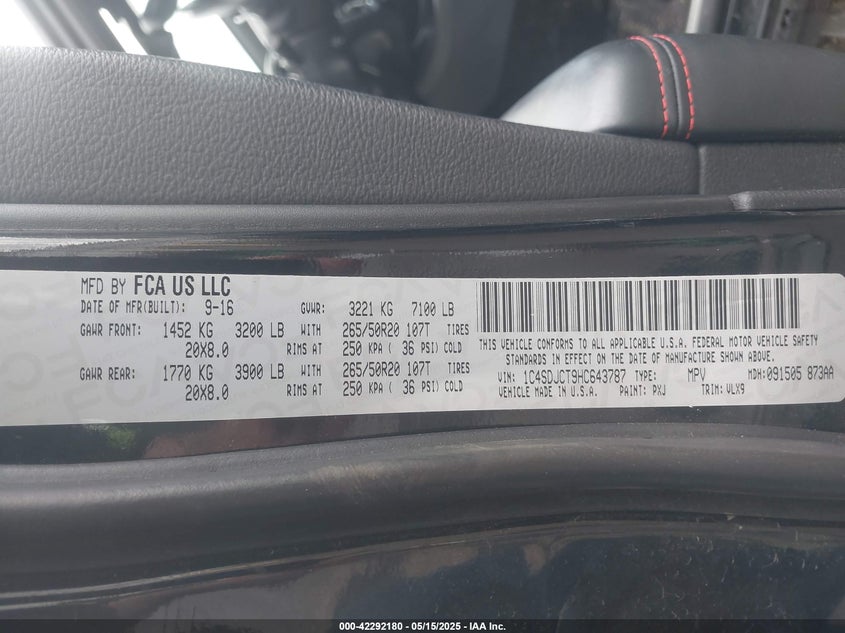 MFD BY FCA US LLC
DATE OF MFR(BUILT): 9-16 GVWR: 3221 KG 7100 LB
GAWR FRONT: 1452 KG 3200 LB WITH 265/50R20 107T TIRES
20X8.0 RIMS AT 250 KPA ( 36 PSI) COLD
GAWR REAR: 1770 KG 3900 LB WITH 265/50R20 107T TIRES
20X8.0 RIMS AT 250 KPA ( 36 PSI) COLD
THIS VEHICLE CONFORMS TO ALL APPLICABLE U.S.A. FEDERAL MOTOR VEHICLE SAFETY
STANDARDS IN EFFECT ON THE DATE OF MANUFACTURE SHOWN ABOVE.
VIN: 1C4SDJCT9HC643787 TYPE: MPV MDH: 091505 873AA
VEHICLE MADE IN U.S.A. PAINT: PXJ TRIM: VLX9
000-42292180 - 05/15/2025 - IAA Inc.